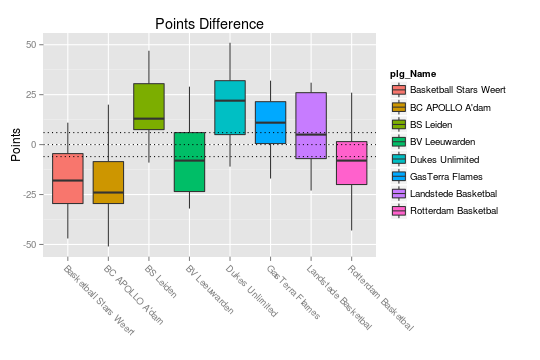 Points Difference
Points
50
25
0
-25
-50
Basketball Stars Weert
BC APOLLO A'dam
BS Leiden
BV Leeuwarden
Dukes Unlimited
GasTerra Flames
Landstede Basketbal
Rotterdam Basketbal
plg_Name
Basketball Stars Weert
BC APOLLO A'dam
BS Leiden
BV Leeuwarden
Dukes Unlimited
GasTerra Flames
Landstede Basketbal
Rotterdam Basketbal